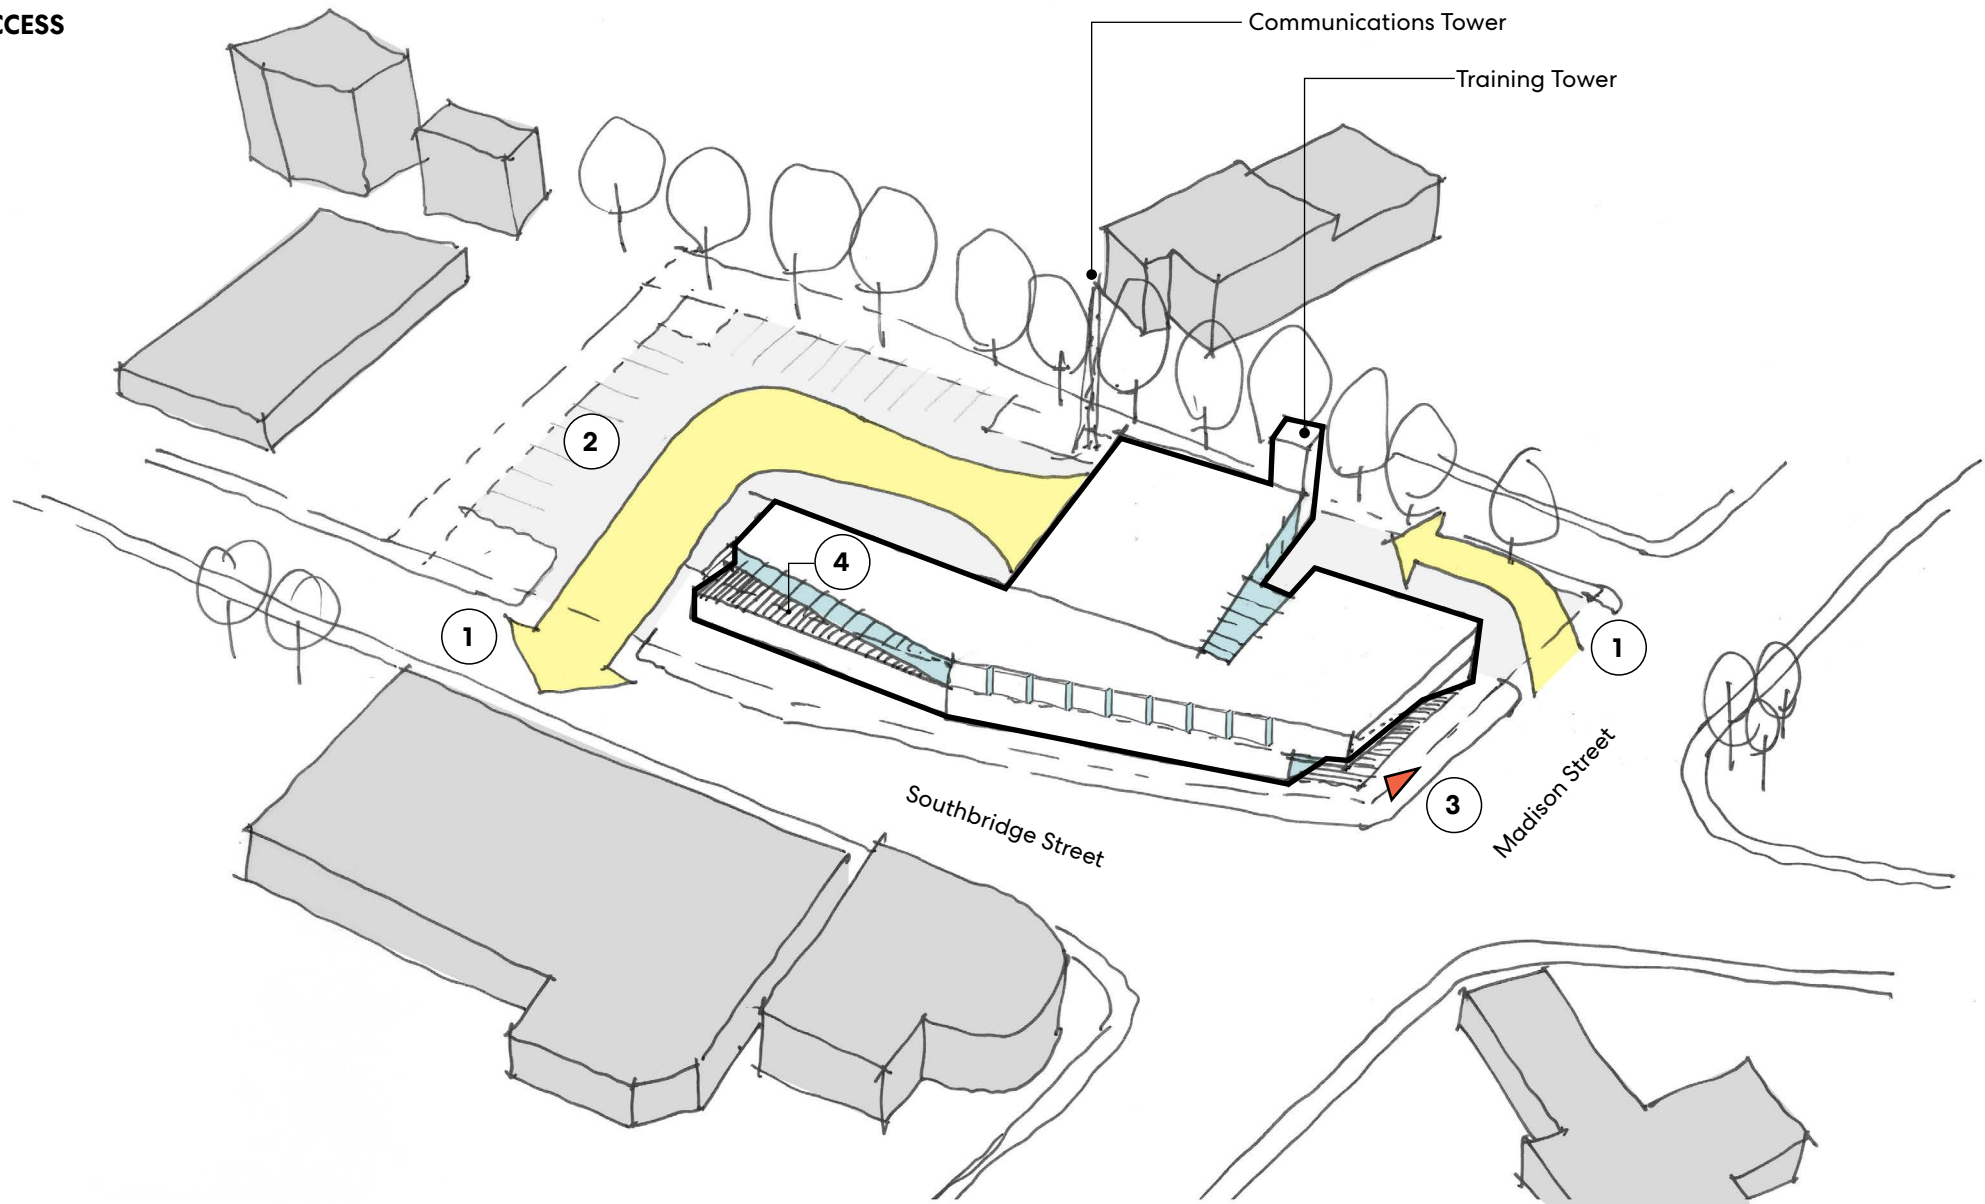 CCESS
Communications Tower
Training Tower
2
4
1
1
3
Southbridge Street
Madison Street